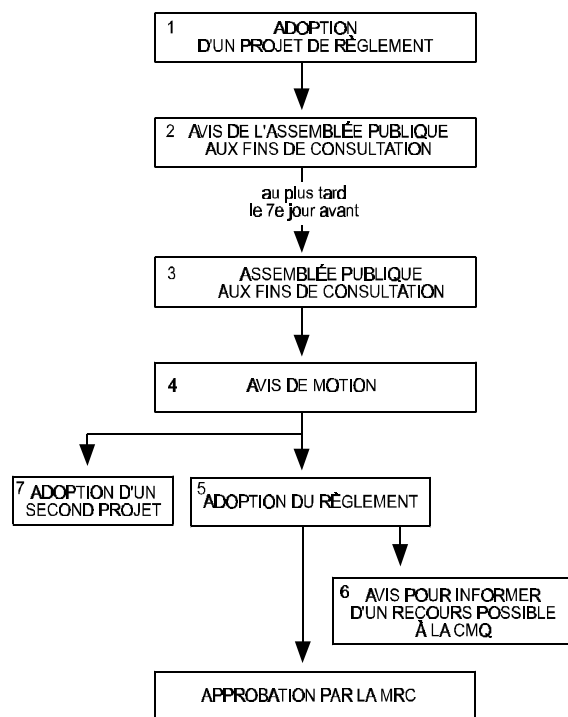 1 ADOPTION
D'UN PROJET DE RÈGLEMENT
2 AVIS DE L'ASSEMBLÉE PUBLIQUE
AUX FINS DE CONSULTATION
au plus tard
le 7e jour avant
3 ASSEMBLÉE PUBLIQUE
AUX FINS DE CONSULTATION
4 AVIS DE MOTION
7 ADOPTION D'UN
SECOND PROJET
5 ADOPTION DU RÈGLEMENT
6 AVIS POUR INFORMER
D'UN RECOURS POSSIBLE
À LA CMQ
APPROBATION PAR LA MRC